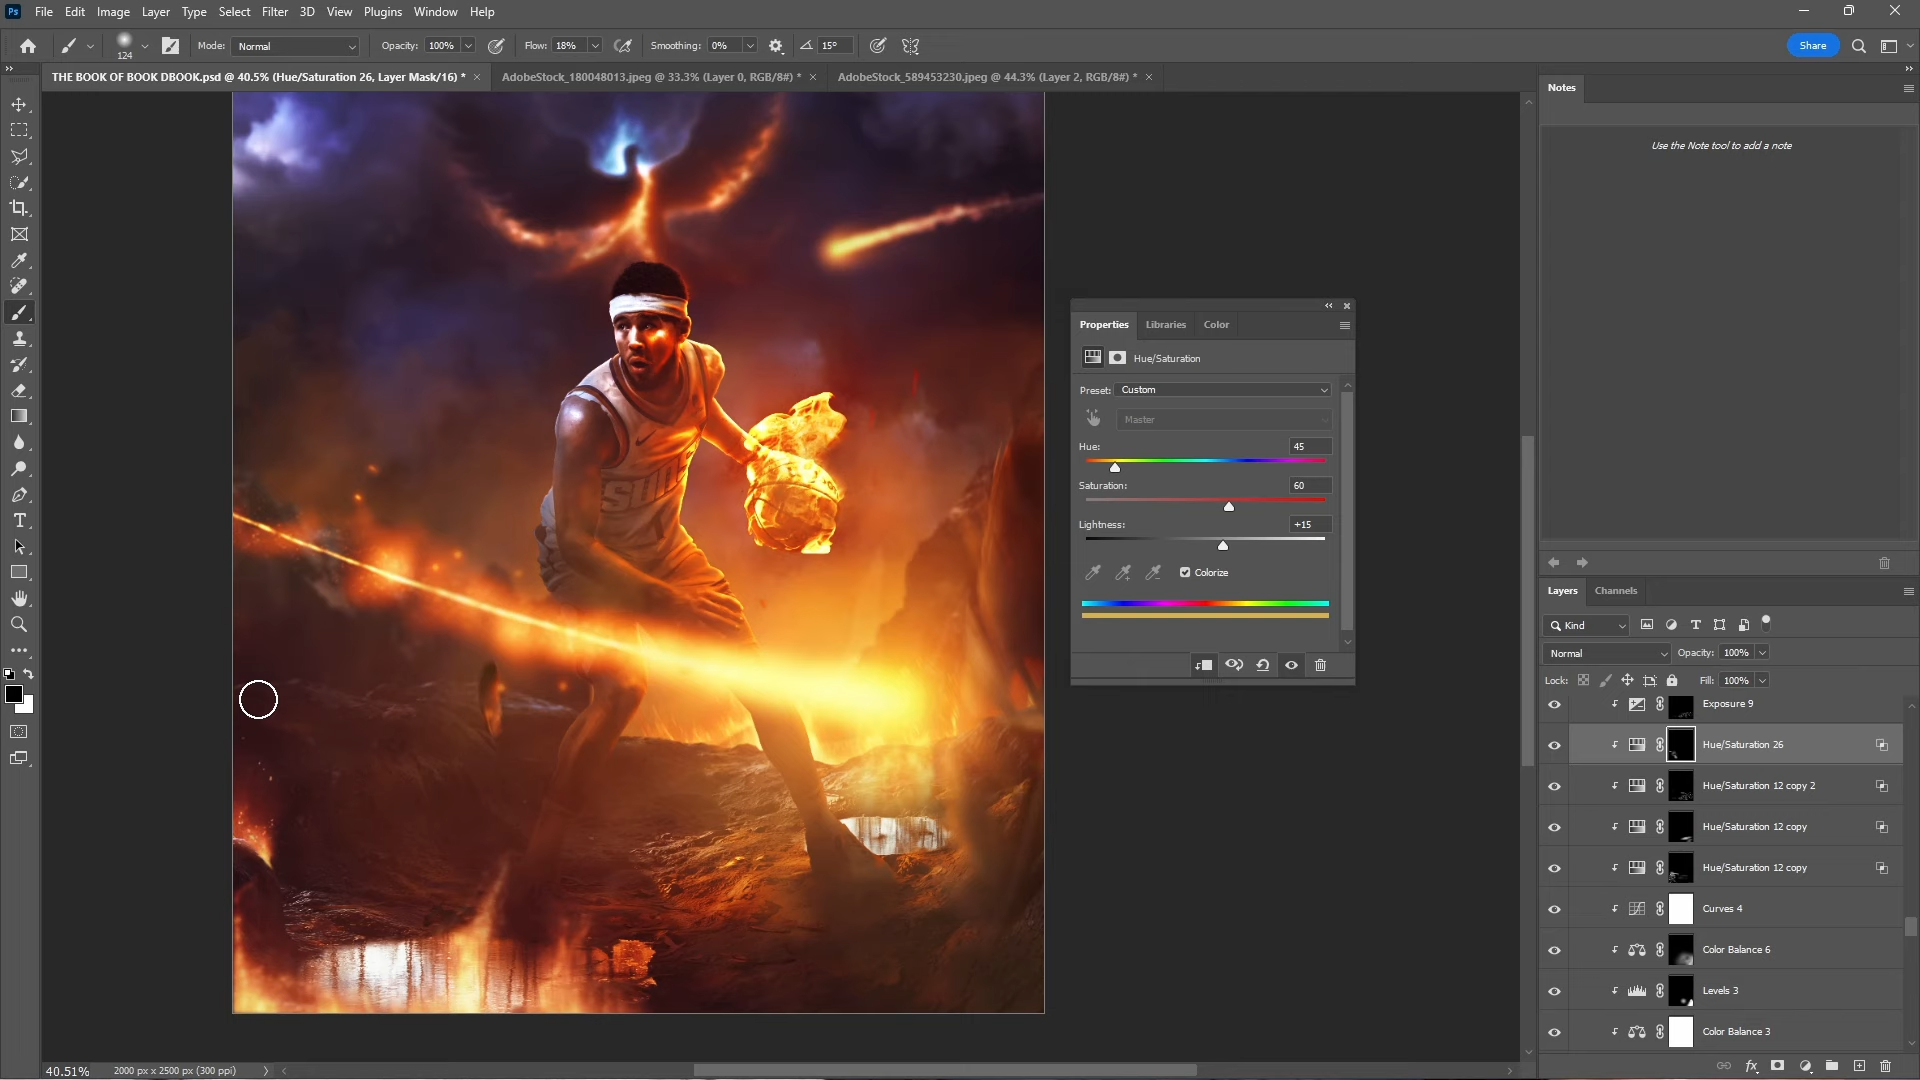 Ps File Edit Image Layer Type Select Filter 3D View Plugins Window Help
124 Mode: Normal Opacity: 100% Flow: 18% Smoothing: 0% 15° Share
THE BOOK OF BOOK DBOOK.psd @ 40.5% (Hue/Saturation 26, Layer Mask/16) * ×
AdobeStock_180048013.jpeg @ 33.3% (Layer 0, RGB/8#) * ×
AdobeStock_589453230.jpeg @ 44.3% (Layer 2, RGB/8#) * ×
Notes
Use the Note tool to add a note
Properties Libraries Color
Hue/Saturation
Preset: Custom
Master
Hue: 45
Saturation: 60
Lightness: +15
Colorize
Layers Channels
Kind
Normal Opacity: 100%
Lock: Fill: 100%
Exposure 9
Hue/Saturation 26
Hue/Saturation 12 copy 2
Hue/Saturation 12 copy
Hue/Saturation 12 copy
Curves 4
Color Balance 6
Levels 3
Color Balance 3
fx
40.51% 2000 px x 2500 px (300 ppi)